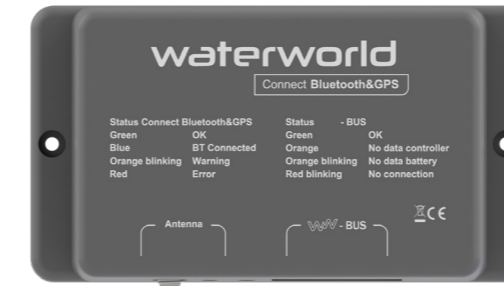 waterworld
Connect Bluetooth&GPS
Status Connect Bluetooth&GPS
Green OK
Blue BT Connected
Orange blinking Warning
Red Error
Status - BUS
Green OK
Orange No data controller
Orange blinking No data battery
Red blinking No connection
CE
Antenna
WW - BUS